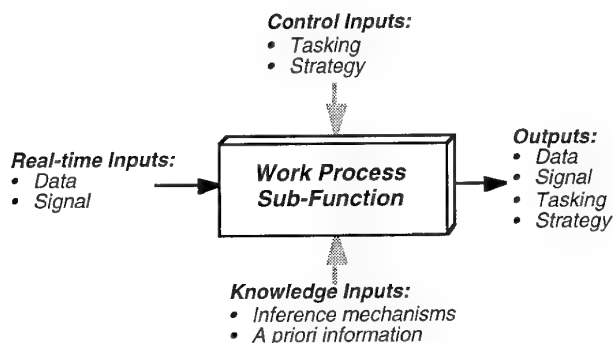 Control Inputs:
• Tasking
• Strategy
Real-time Inputs:
• Data
• Signal
Work Process
Sub-Function
Outputs:
• Data
• Signal
• Tasking
• Strategy
Knowledge Inputs:
• Inference mechanisms
• A priori information